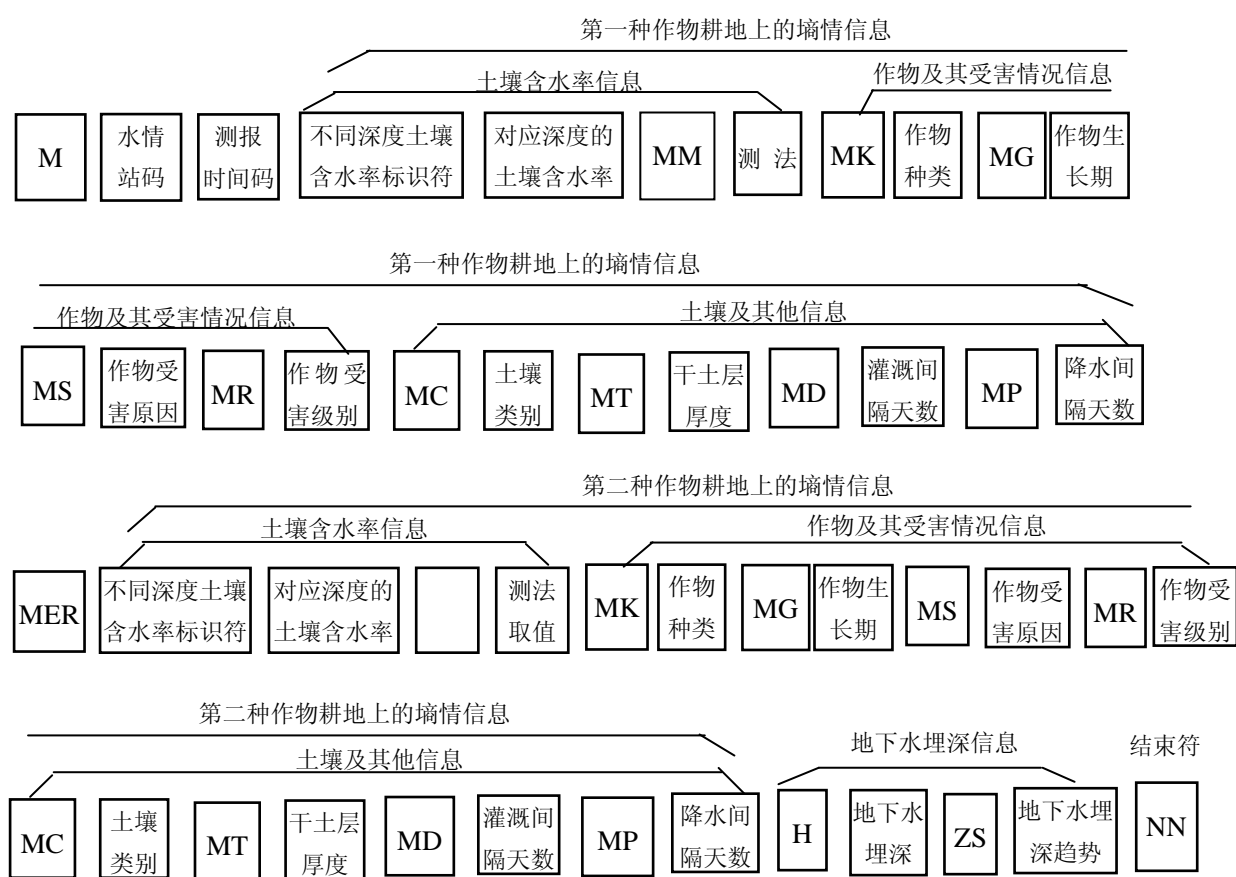 第一种作物耕地上的墒情信息
土壤含水率信息
作物及其受害情况信息
M
水情
站码
测报
时间码
不同深度土壤
含水率标识符
对应深度的
土壤含水率
MM
测 法
MK
作物
种类
MG
作物生
长期
第一种作物耕地上的墒情信息
作物及其受害情况信息
土壤及其他信息
MS
作物受
害原因
MR
作物受
害级别
MC
土壤
类别
MT
干土层
厚度
MD
灌溉间
隔天数
MP
降水间
隔天数
第二种作物耕地上的墒情信息
土壤含水率信息
作物及其受害情况信息
MER
不同深度土壤
含水率标识符
对应深度的
土壤含水率
测法
取值
MK
作物
种类
MG
作物生
长期
MS
作物受
害原因
MR
作物受
害级别
第二种作物耕地上的墒情信息
土壤及其他信息
地下水埋深信息
结束符
MC
土壤
类别
MT
干土层
厚度
MD
灌溉间
隔天数
MP
降水间
隔天数
H
地下水
埋深
ZS
地下水埋
深趋势
NN